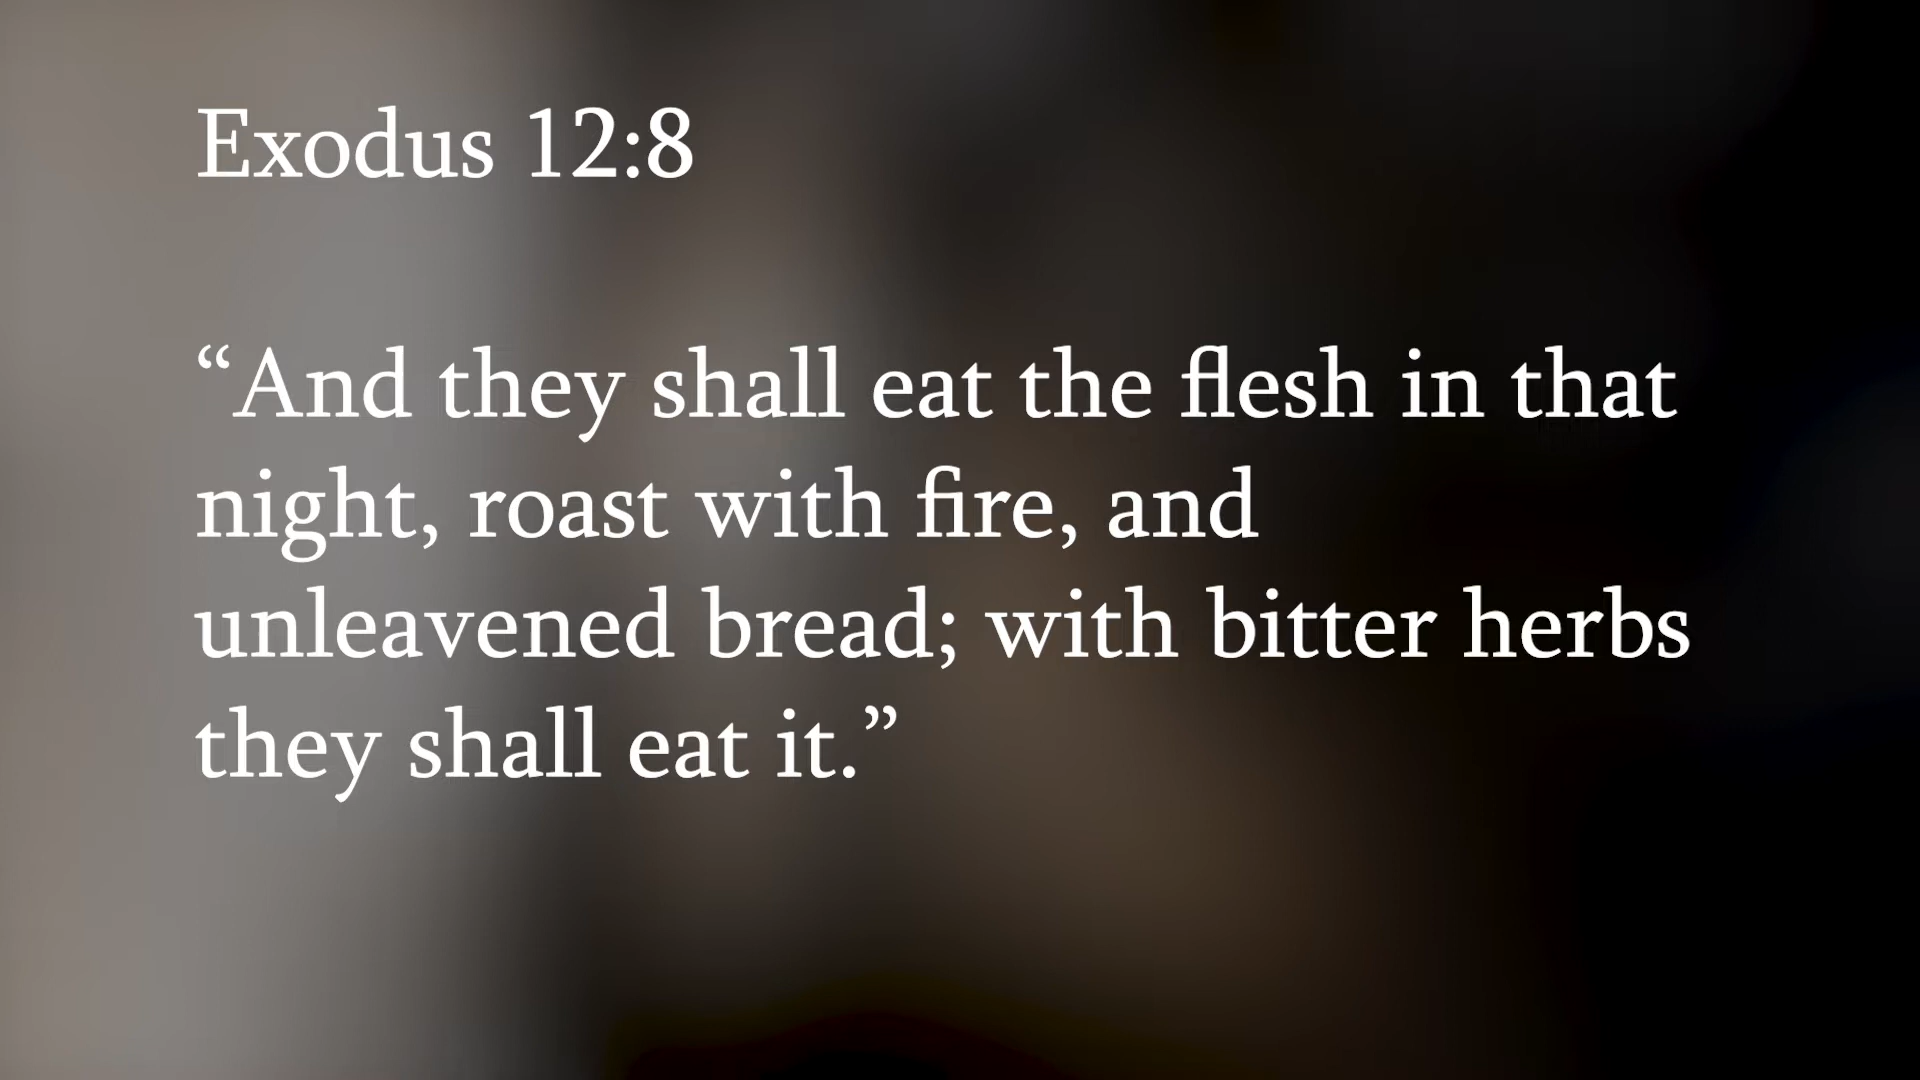 Exodus 12:8
“And they shall eat the flesh in that
night, roast with fire, and
unleavened bread; with bitter herbs
they shall eat it.”